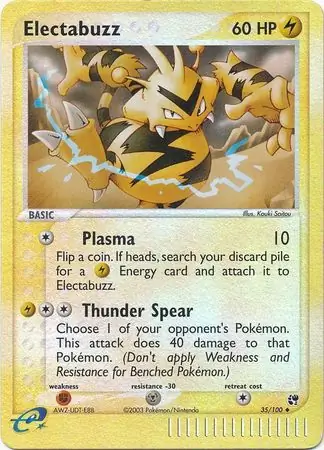 Electabuzz 60 HP
Illus. Kouki Saitou
BASIC
Plasma 10
Flip a coin. If heads, search your discard pile
for a Energy card and attach it to
Electabuzz.
Thunder Spear
Choose 1 of your opponent's Pokémon.
This attack does 40 damage to that
Pokémon. (Don't apply Weakness and
Resistance for Benched Pokémon.)
weakness resistance -30 retreat cost
AWZ-UDT-E88 ©2003 Pokémon/Nintendo 35/100
e